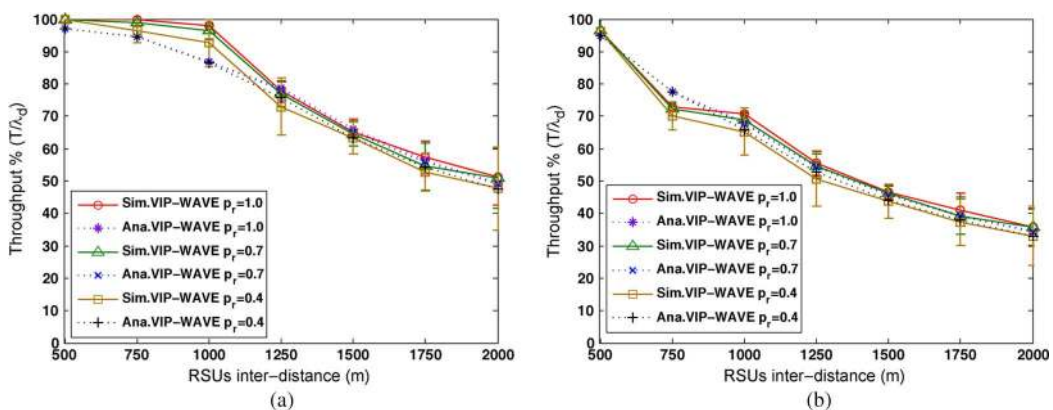 (a)
Throughput % (T/λd)
100
90
80
70
60
50
40
30
20
10
0
Sim.VIP−WAVE pr=1.0
Ana.VIP−WAVE pr=1.0
Sim.VIP−WAVE pr=0.7
Ana.VIP−WAVE pr=0.7
Sim.VIP−WAVE pr=0.4
Ana.VIP−WAVE pr=0.4
500 750 1000 1250 1500 1750 2000
RSUs inter−distance (m)
(a)
(b)
Throughput % (T/λd)
100
90
80
70
60
50
40
30
20
10
0
Sim.VIP−WAVE pr=1.0
Ana.VIP−WAVE pr=1.0
Sim.VIP−WAVE pr=0.7
Ana.VIP−WAVE pr=0.7
Sim.VIP−WAVE pr=0.4
Ana.VIP−WAVE pr=0.4
500 750 1000 1250 1500 1750 2000
RSUs inter−distance (m)
(b)